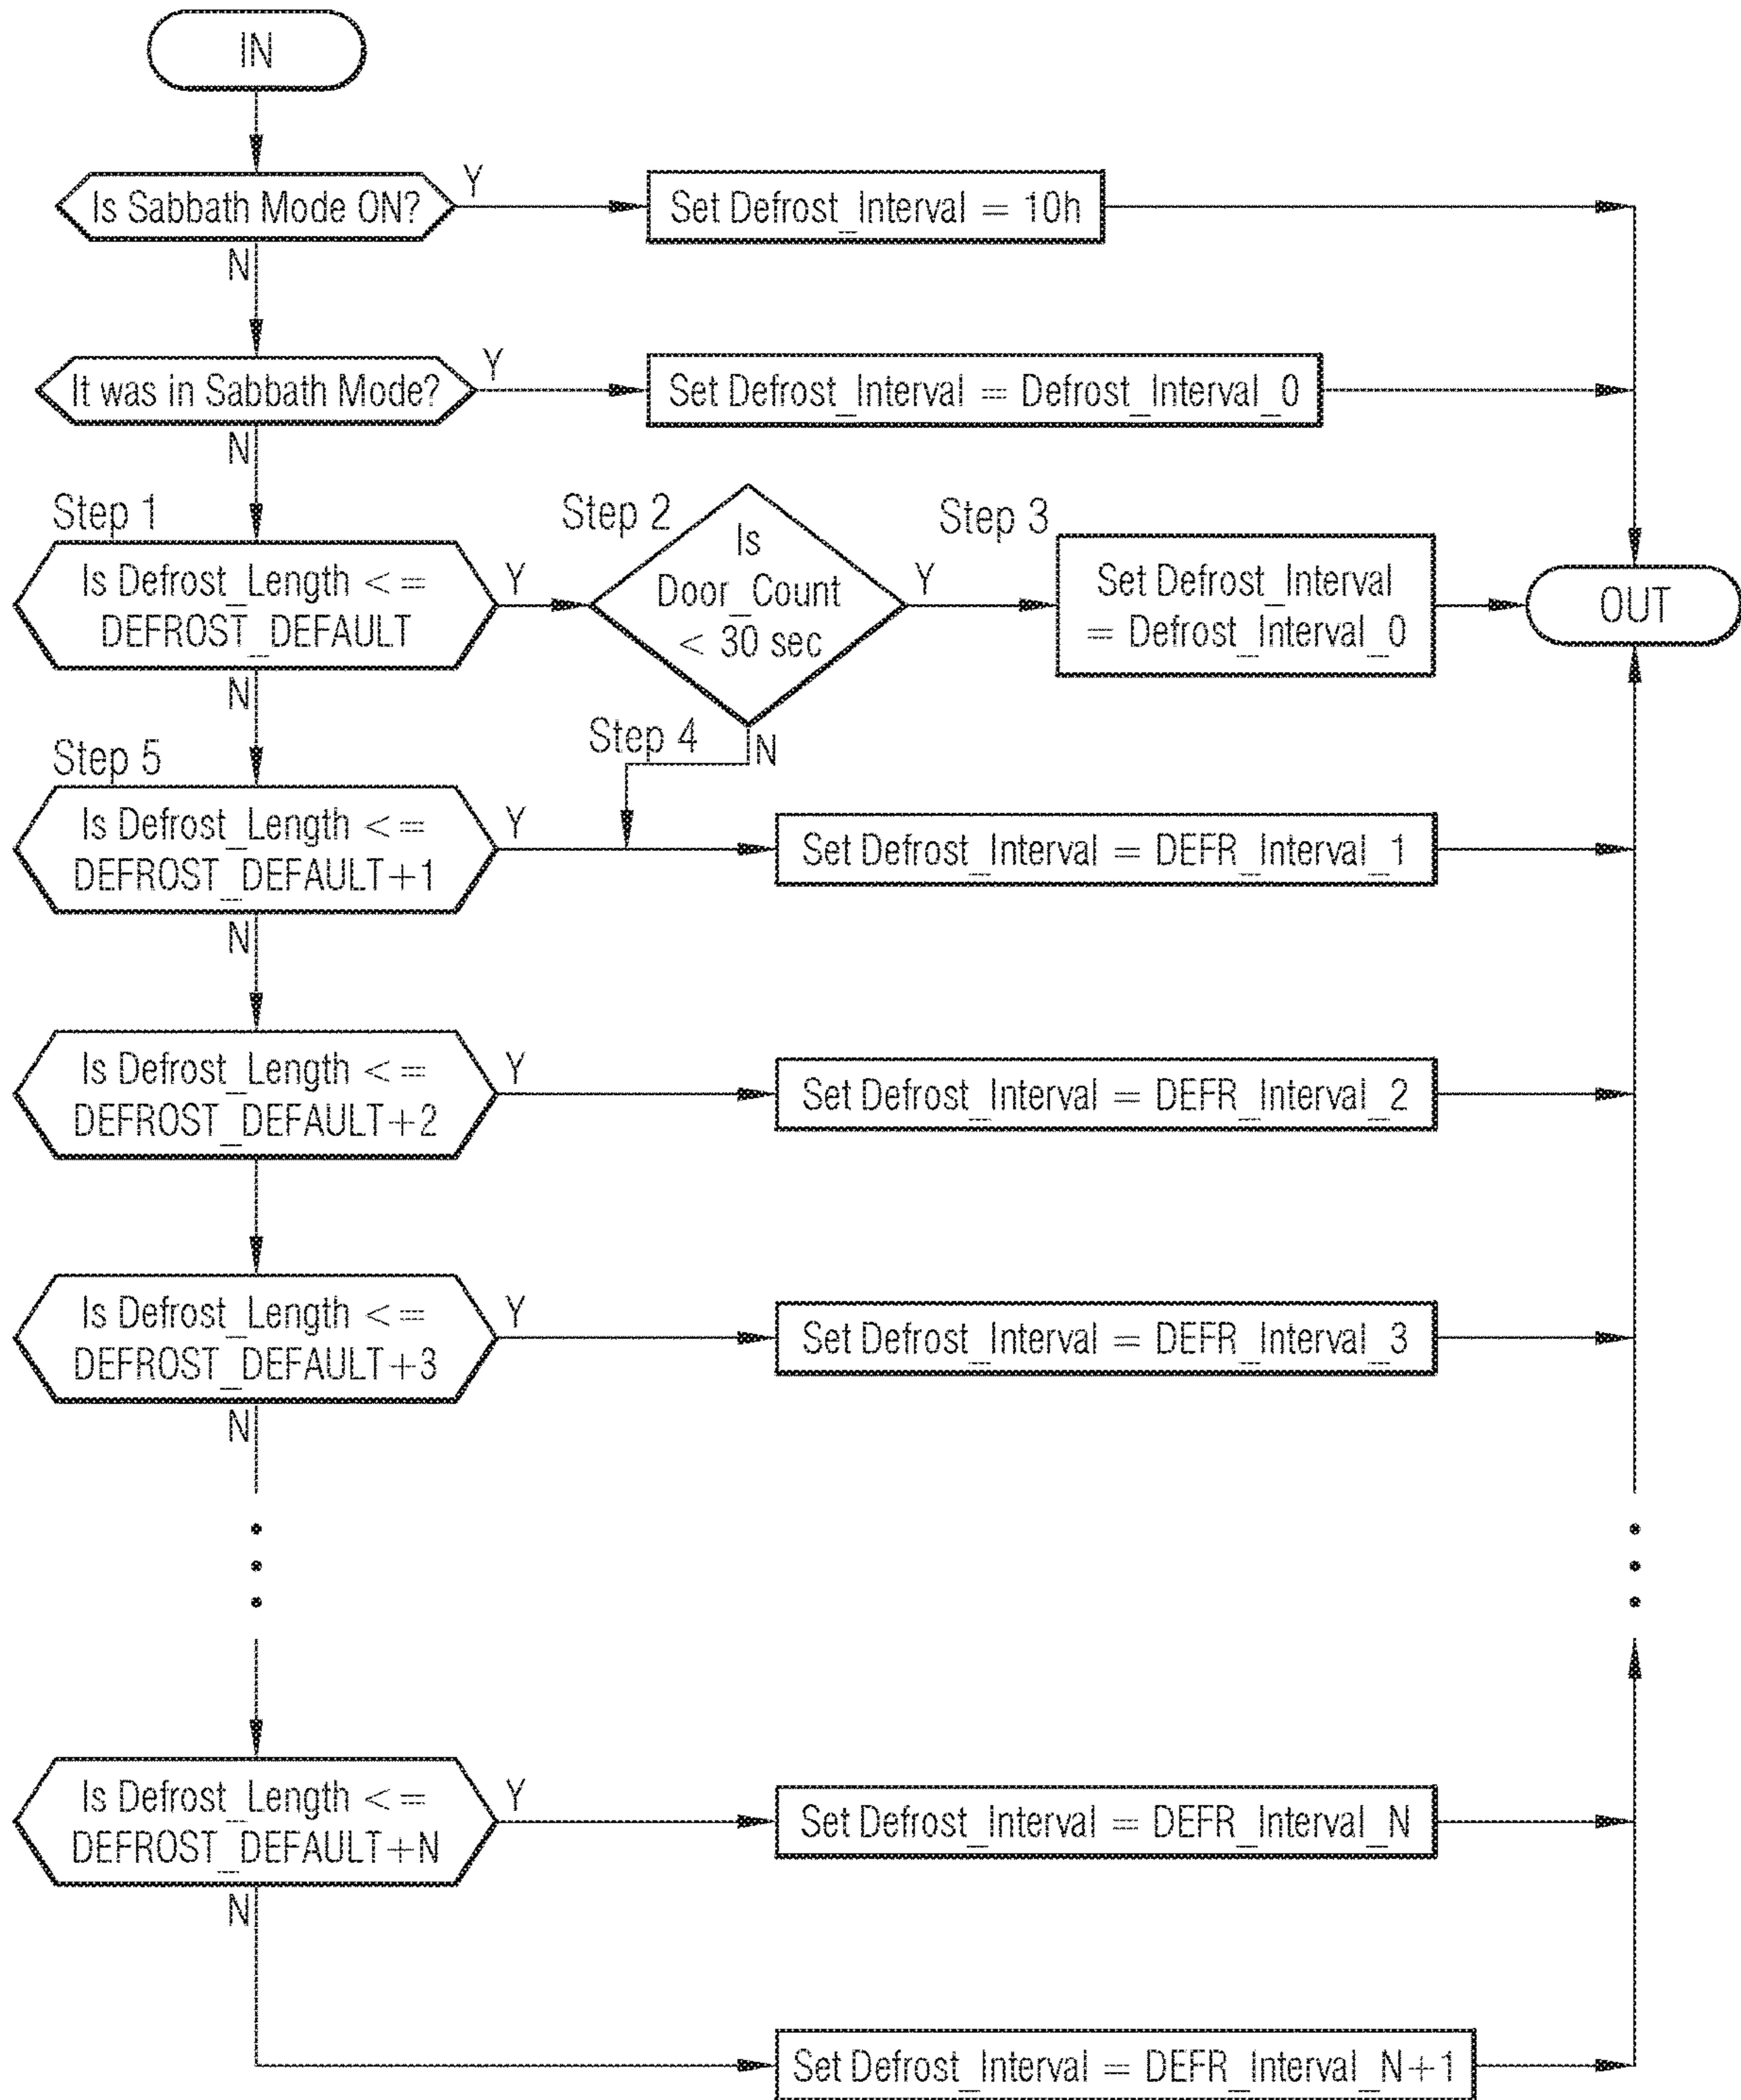 IN
Is Sabbath Mode ON?
Y
Set Defrost_Interval = 10h
N
It was in Sabbath Mode?
Y
Set Defrost_Interval = Defrost_Interval_0
N
Step 1
Is Defrost_Length <=
DEFROST_DEFAULT
Y
N
Step 2
Is
Door_Count
< 30 sec
Y
Step 3
Set Defrost_Interval
= Defrost_Interval_0
OUT
Step 4
N
Step 5
Is Defrost_Length <=
DEFROST_DEFAULT+1
Y
Set Defrost_Interval = DEFR_Interval_1
N
Is Defrost_Length <=
DEFROST_DEFAULT+2
Y
Set Defrost_Interval = DEFR_Interval_2
Is Defrost_Length <=
DEFROST_DEFAULT+3
Y
Set Defrost_Interval = DEFR_Interval_3
N
Is Defrost_Length <=
DEFROST_DEFAULT+N
Y
Set Defrost_Interval = DEFR_Interval_N
N
Set Defrost_Interval = DEFR_Interval_N+1